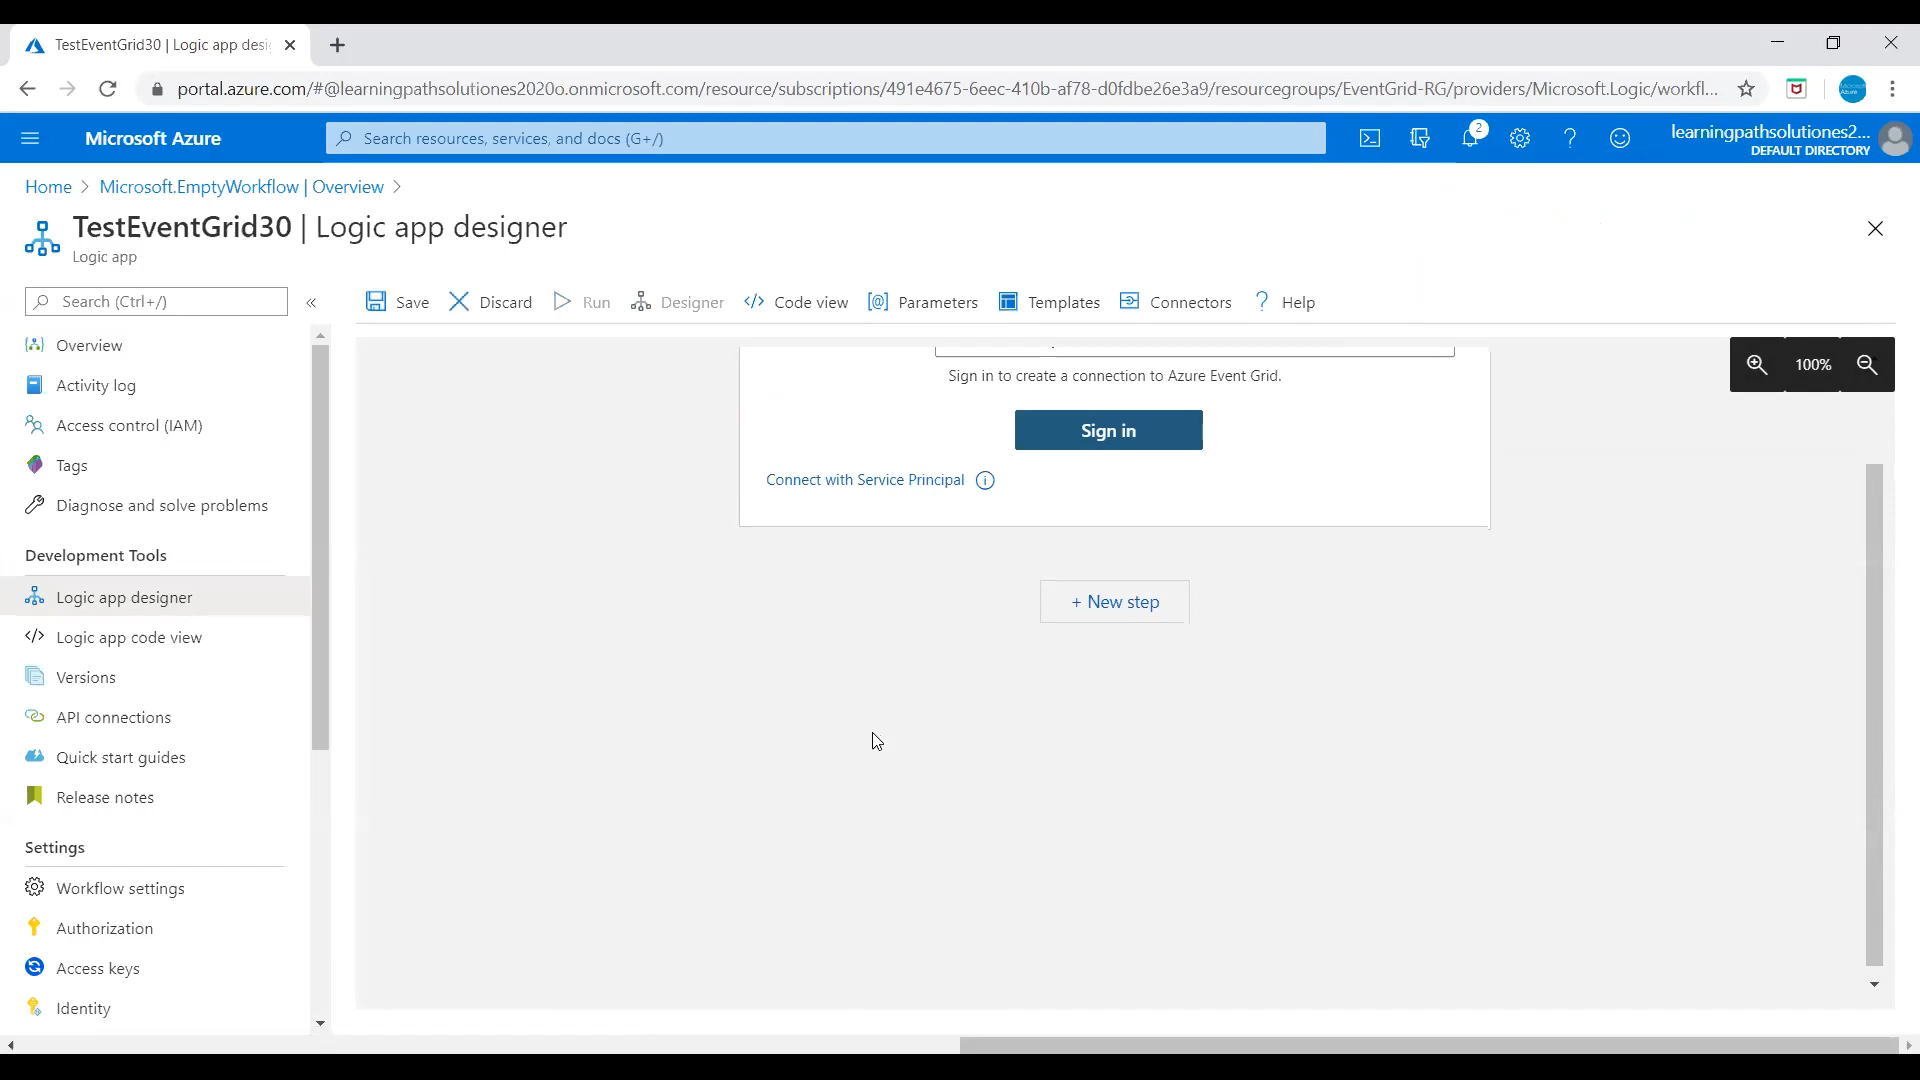 TestEventGrid30 | Logic app desi
portal.azure.com/#@learningpathsolutiones2020o.onmicrosoft.com/resource/subscriptions/491e4675-6eec-410b-af78-d0fdbe26e3a9/resourcegroups/EventGrid-RG/providers/Microsoft.Logic/workfl...
Microsoft Azure
Search resources, services, and docs (G+/)
2
learningpathsolutiones2...
DEFAULT DIRECTORY
Home > Microsoft.EmptyWorkflow | Overview >
TestEventGrid30 | Logic app designer
Logic app
Search (Ctrl+/)
Save
Discard
Run
Designer
Code view
Parameters
Templates
Connectors
Help
Overview
Activity log
Access control (IAM)
Tags
Diagnose and solve problems
Development Tools
Logic app designer
Logic app code view
Versions
API connections
Quick start guides
Release notes
Settings
Workflow settings
Authorization
Access keys
Identity
100%
Sign in to create a connection to Azure Event Grid.
Sign in
Connect with Service Principal
+ New step